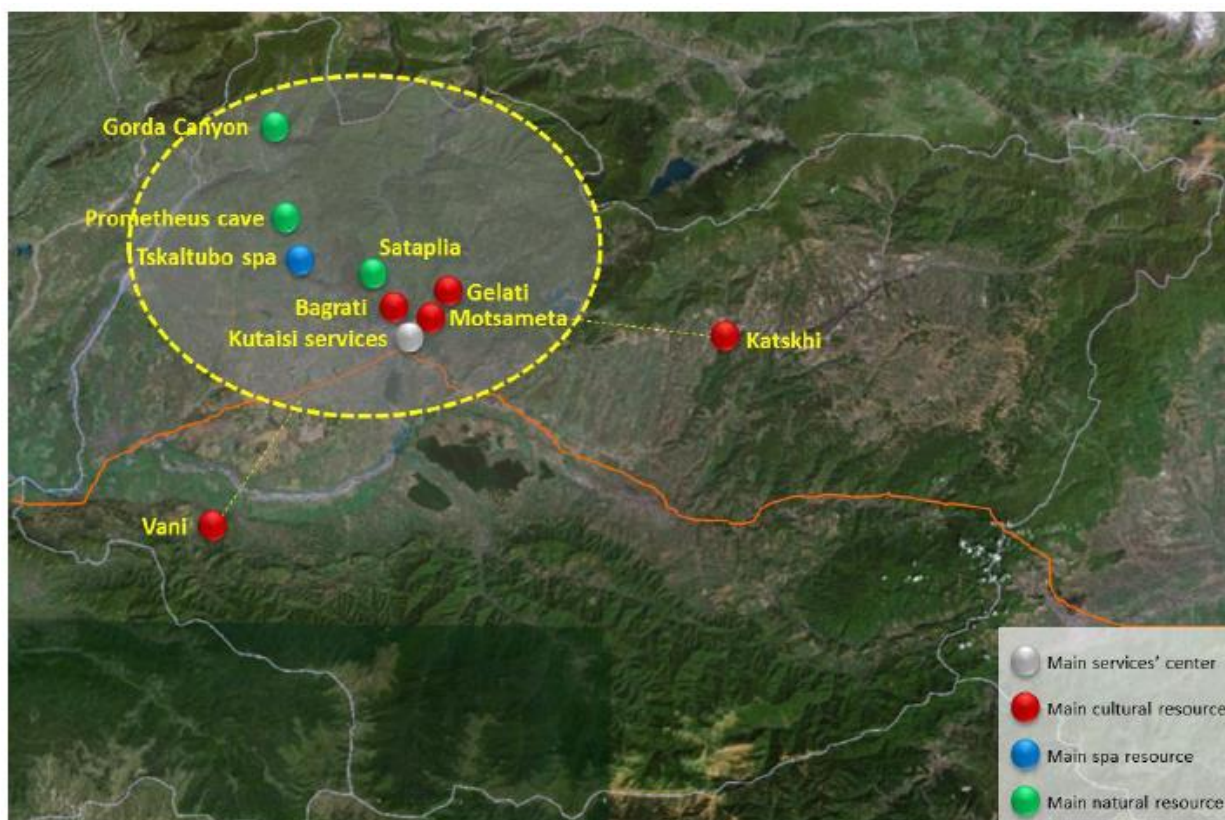 Gorda Canyon
Prometheus cave
Tskaltubo spa
Sataplia
Gelati
Bagrati
Motsameta
Kutaisi services
Katskhi
Vani
Main services' center
Main cultural resource
Main spa resource
Main natural resource